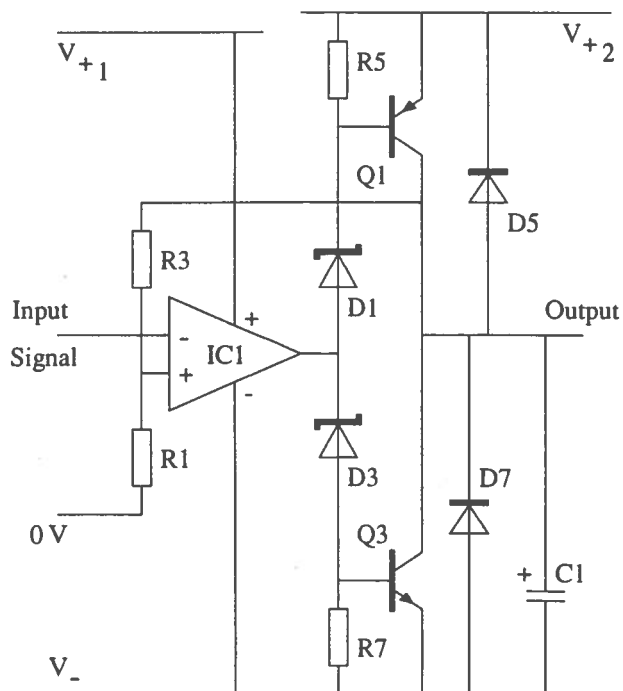 V+1
R5
V+2
Q1
D5
R3
D1
Input
Signal
-
+
IC1
+
-
Output
R1
D3
D7
0 V
Q3
+
C1
R7
V-